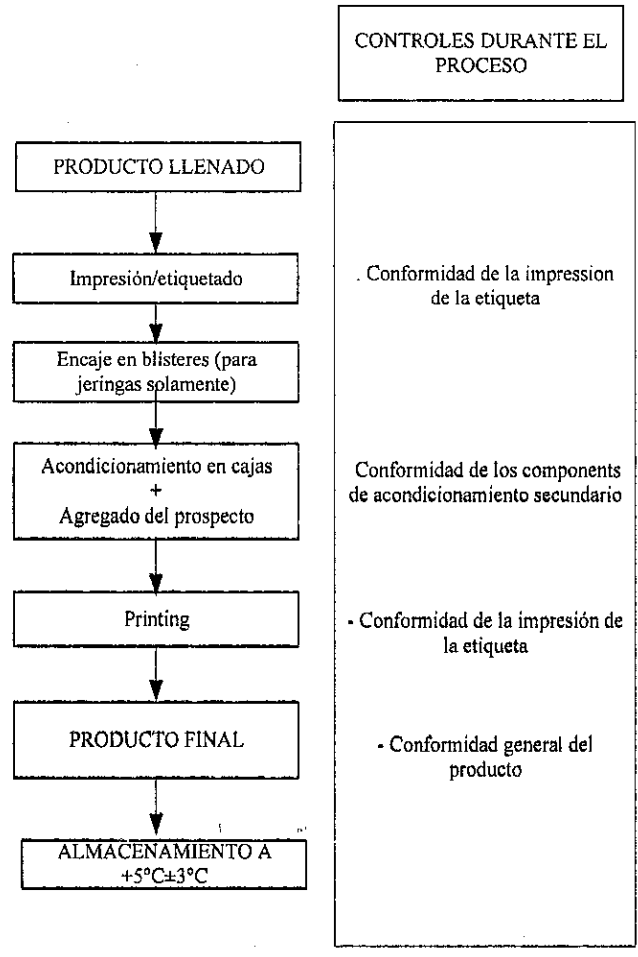 CONTROLES DURANTE EL
PROCESO
PRODUCTO LLENADO
Impresión/etiquetado
. Conformidad de la impression
de la etiqueta
Encaje en blísteres (para
jeringas solamente)
Acondicionamiento en cajas
+
Agregado del prospecto
Conformidad de los components
de acondicionamiento secundario
Printing
- Conformidad de la impresión de
la etiqueta
PRODUCTO FINAL
- Conformidad general del
producto
ALMACENAMIENTO A
+5°C±3°C